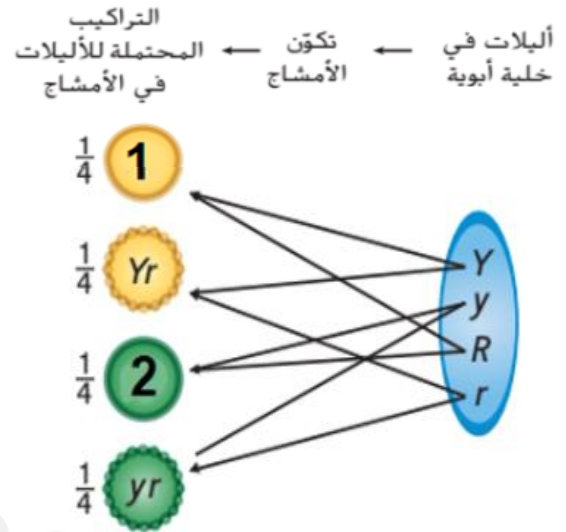 أليلات في
خلية أبوية
تكوّن
الأمشاج
التراكيب
المحتملة للأليلات
في الأمشاج
1/4 1
1/4 Yr
1/4 2
1/4 yr
Y
y
R
r